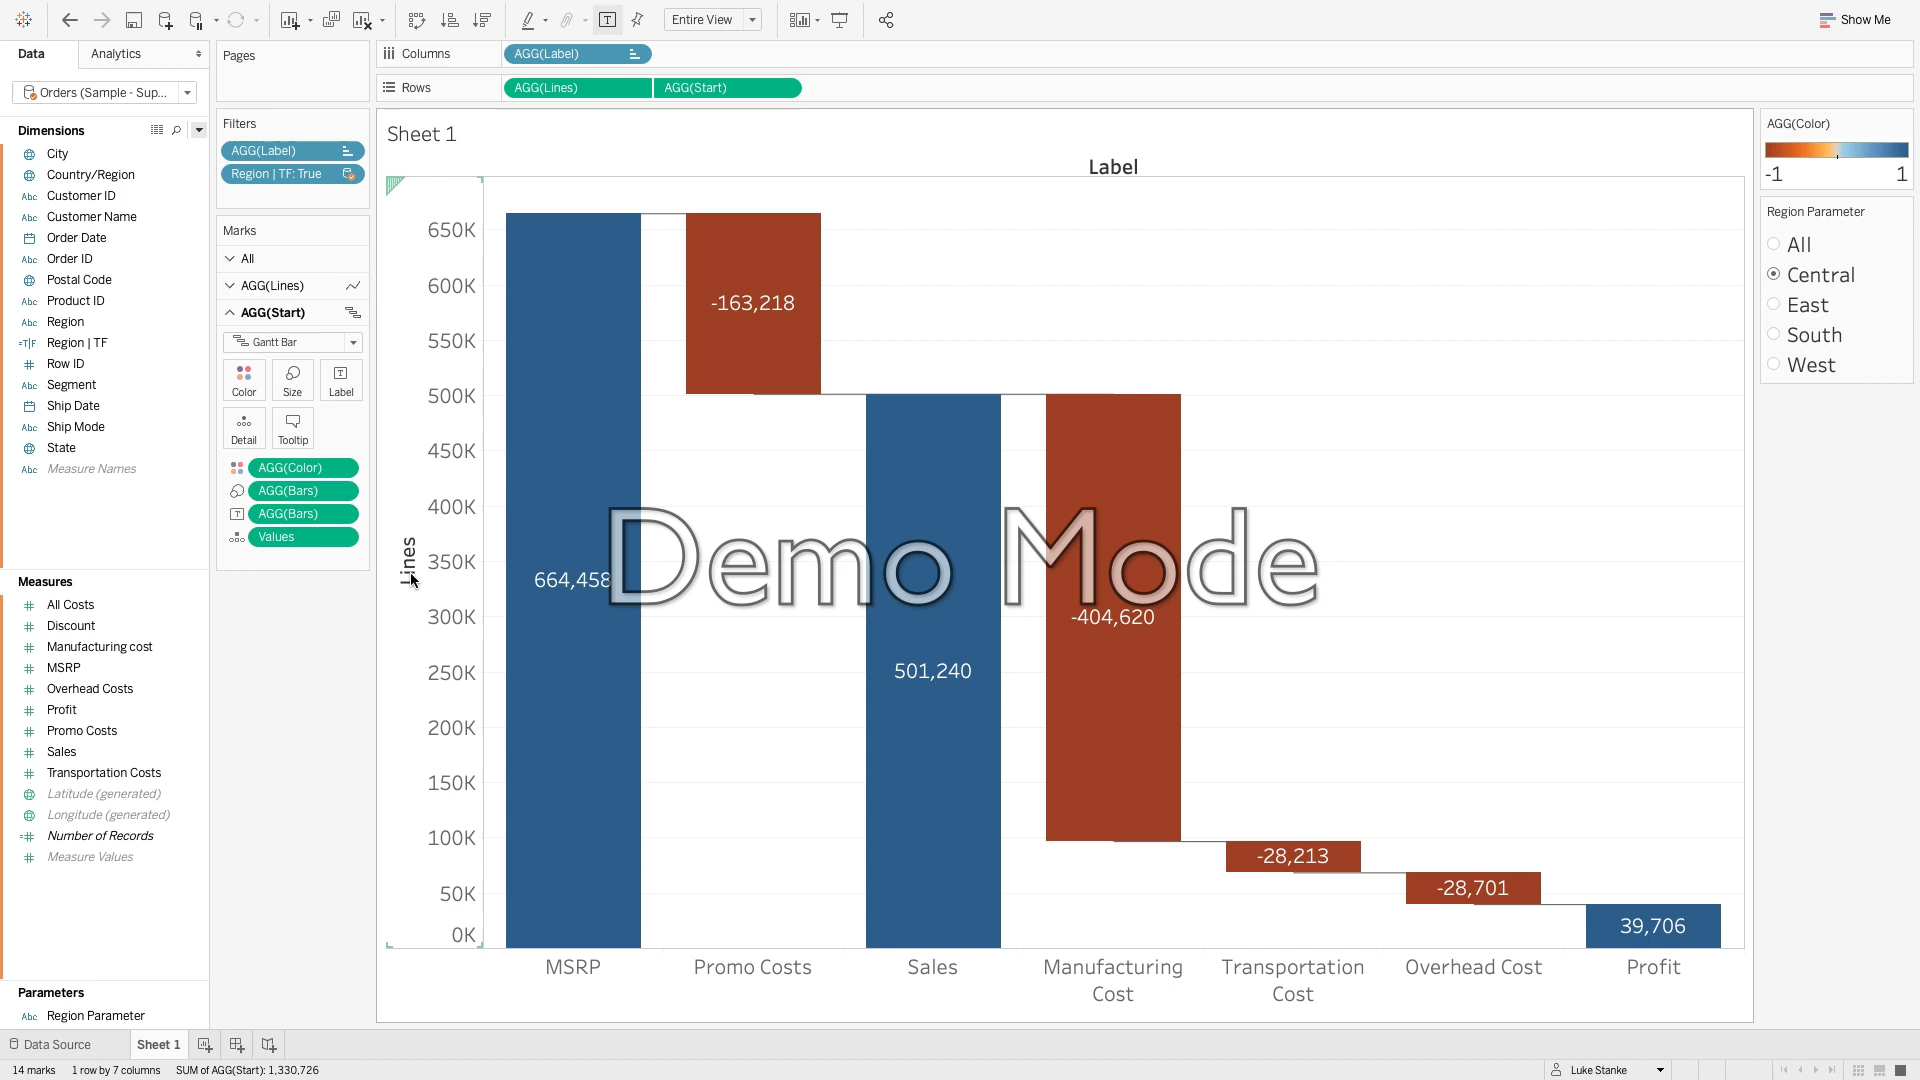 Entire View
Show Me
Data
Analytics
Pages
Columns
AGG(Label)
Rows
AGG(Lines)
AGG(Start)
Orders (Sample - Sup...
Dimensions
City
Country/Region
Customer ID
Customer Name
Order Date
Order ID
Postal Code
Product ID
Region
Region | TF
Row ID
Segment
Ship Date
Ship Mode
State
Measure Names
Measures
All Costs
Discount
Manufacturing cost
MSRP
Overhead Costs
Profit
Promo Costs
Sales
Transportation Costs
Latitude (generated)
Longitude (generated)
Number of Records
Measure Values
Parameters
Region Parameter
Filters
AGG(Label)
Region | TF: True
Marks
All
AGG(Lines)
AGG(Start)
Gantt Bar
Color
Size
Label
Detail
Tooltip
AGG(Color)
AGG(Bars)
AGG(Bars)
Values
Sheet 1
Label
650K
600K
550K
500K
450K
400K
350K
300K
250K
200K
150K
100K
50K
0K
Lines
664,458
-163,218
501,240
-404,620
-28,213
-28,701
39,706
Demo Mode
MSRP
Promo Costs
Sales
Manufacturing
Cost
Transportation
Cost
Overhead Cost
Profit
AGG(Color)
-1
1
Region Parameter
All
Central
East
South
West
Data Source
Sheet 1
14 marks
1 row by 7 columns
SUM of AGG(Start): 1,330,726
Luke Stanke